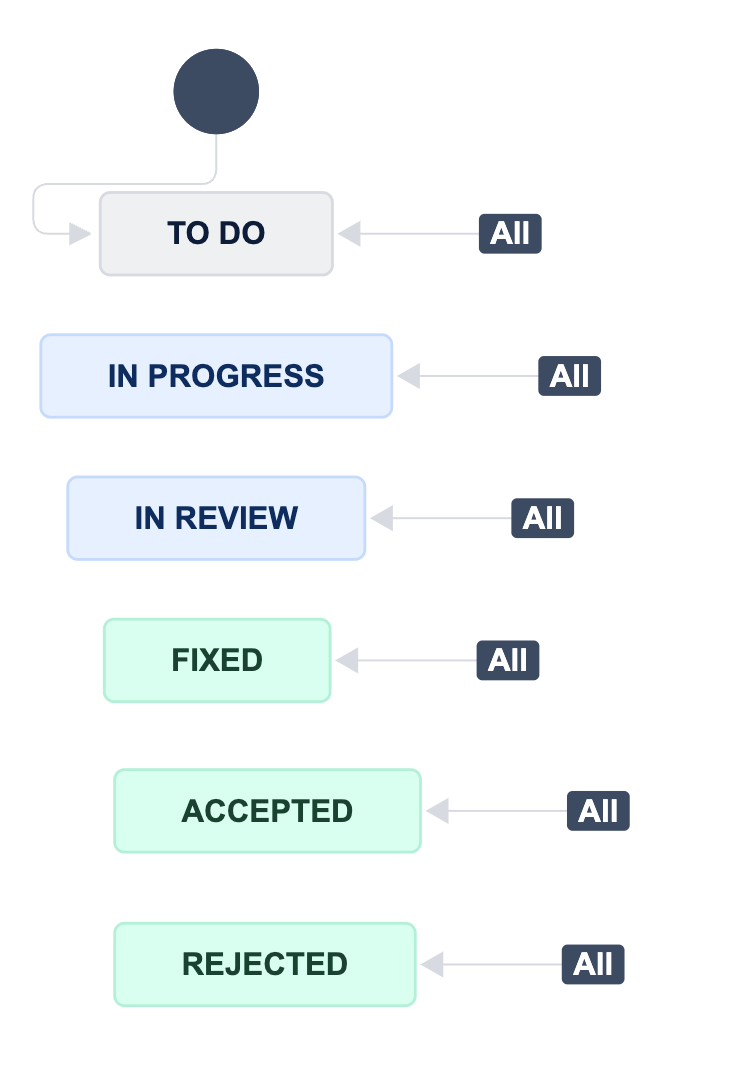 TO DO
All
IN PROGRESS
All
IN REVIEW
All
FIXED
All
ACCEPTED
All
REJECTED
All